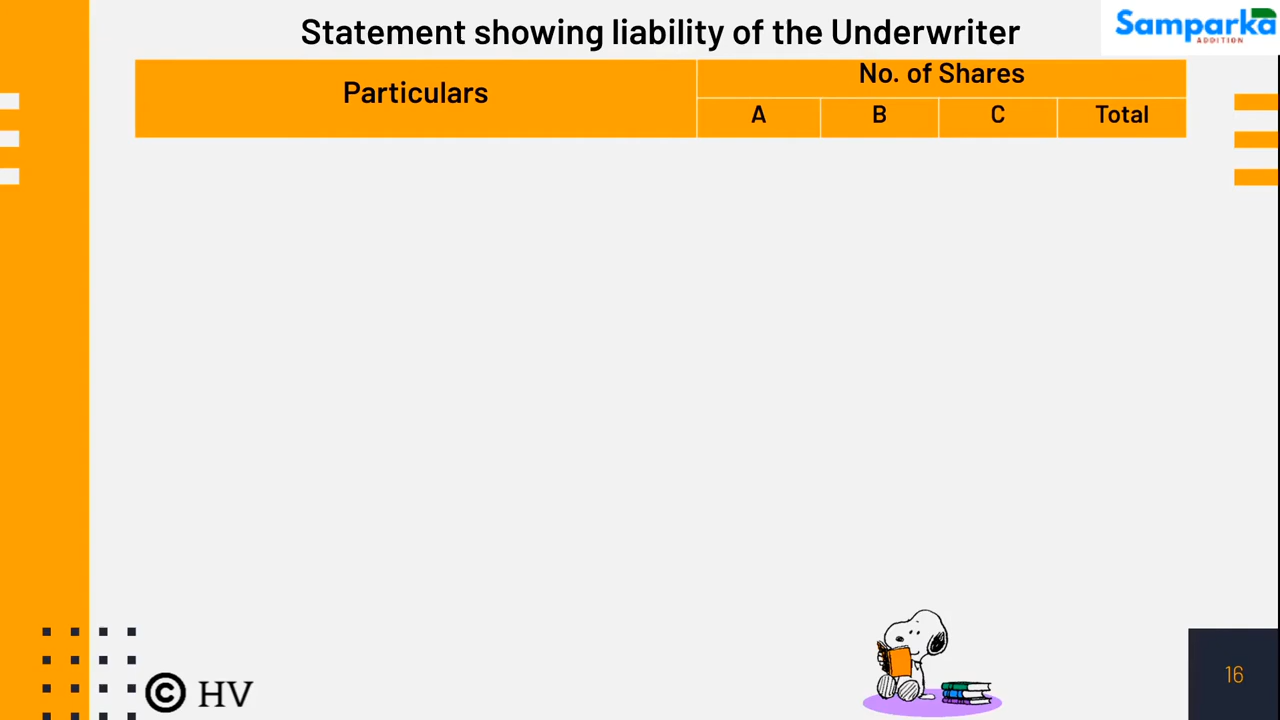 Statement showing liability of the Underwriter
Samparka
ADDITION
Particulars
No. of Shares
A B C Total
© HV
16